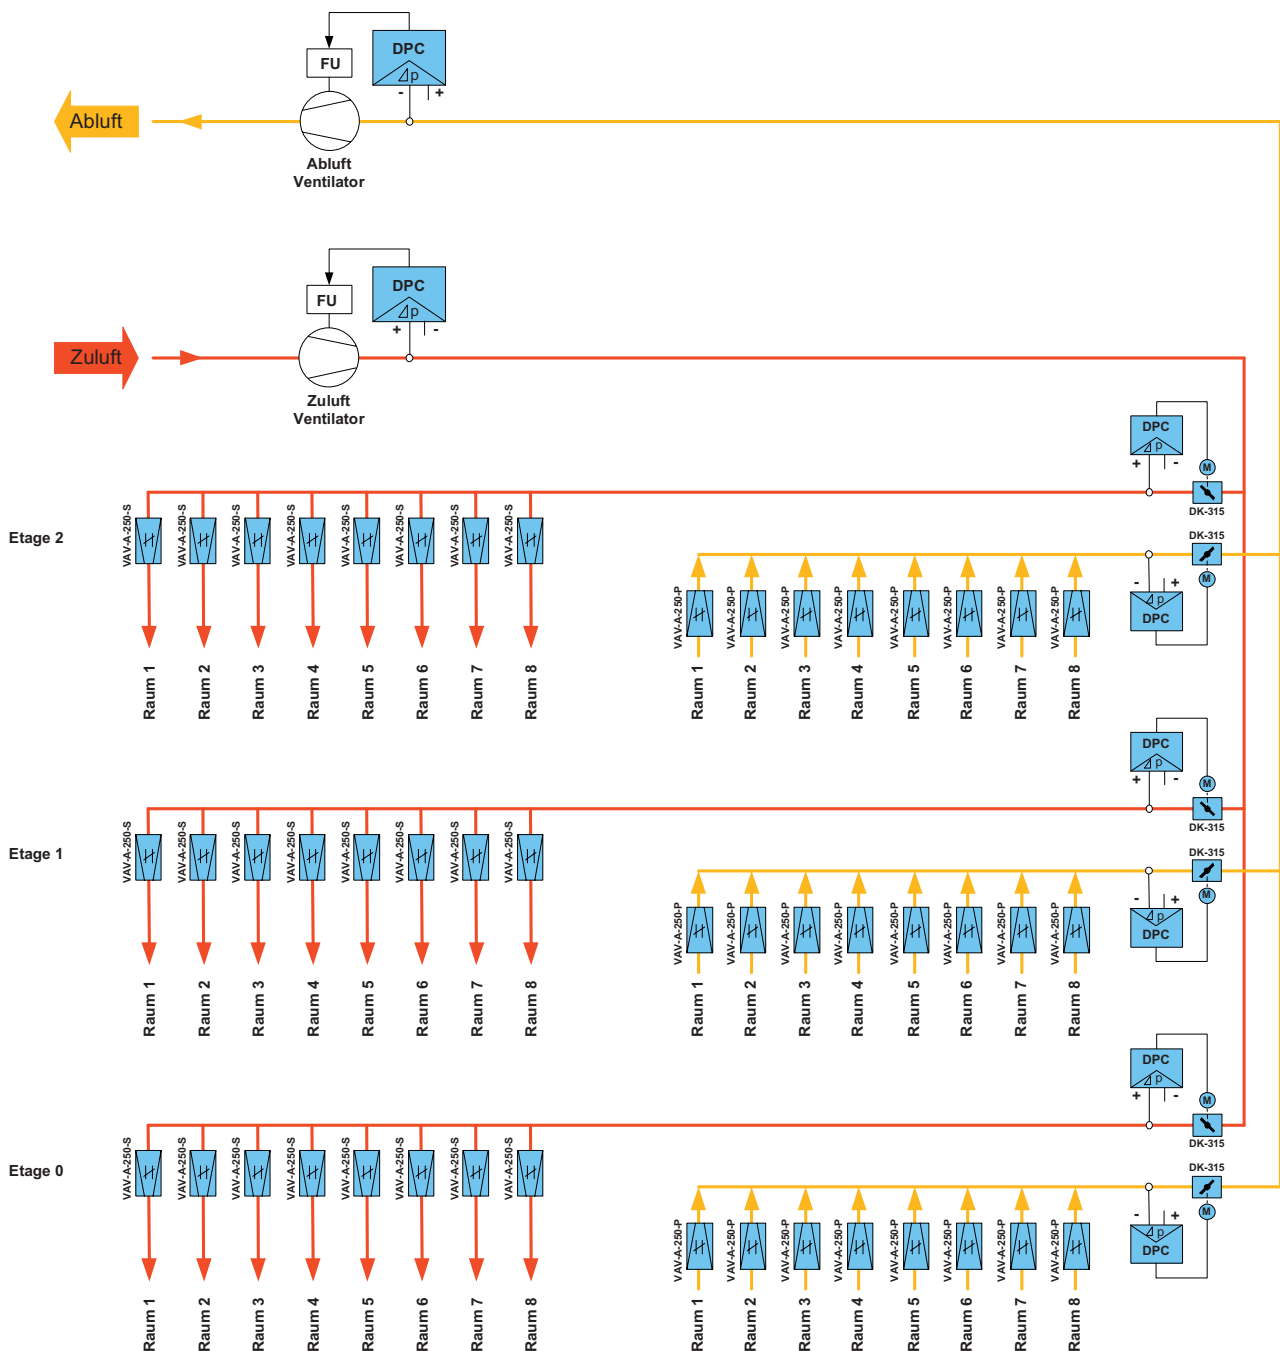 DPC
FU
⊿p
- +
Abluft
Abluft
Ventilator
DPC
FU
⊿p
+ -
Zuluft
Zuluft
Ventilator
DPC
⊿p
+ -
M
DK-315
Etage 2
VAV-A-250-S VAV-A-250-S VAV-A-250-S VAV-A-250-S VAV-A-250-S VAV-A-250-S VAV-A-250-S VAV-A-250-S
Raum 1 Raum 2 Raum 3 Raum 4 Raum 5 Raum 6 Raum 7 Raum 8
DK-315
M
- +
⊿p
DPC
VAV-A-250-P VAV-A-250-P VAV-A-250-P VAV-A-250-P VAV-A-250-P VAV-A-250-P VAV-A-250-P VAV-A-250-P
Raum 1 Raum 2 Raum 3 Raum 4 Raum 5 Raum 6 Raum 7 Raum 8
DPC
⊿p
+ -
M
DK-315
Etage 1
VAV-A-250-S VAV-A-250-S VAV-A-250-S VAV-A-250-S VAV-A-250-S VAV-A-250-S VAV-A-250-S VAV-A-250-S
Raum 1 Raum 2 Raum 3 Raum 4 Raum 5 Raum 6 Raum 7 Raum 8
DK-315
M
- +
⊿p
DPC
VAV-A-250-P VAV-A-250-P VAV-A-250-P VAV-A-250-P VAV-A-250-P VAV-A-250-P VAV-A-250-P VAV-A-250-P
Raum 1 Raum 2 Raum 3 Raum 4 Raum 5 Raum 6 Raum 7 Raum 8
DPC
⊿p
+ -
M
DK-315
Etage 0
VAV-A-250-S VAV-A-250-S VAV-A-250-S VAV-A-250-S VAV-A-250-S VAV-A-250-S VAV-A-250-S VAV-A-250-S
Raum 1 Raum 2 Raum 3 Raum 4 Raum 5 Raum 6 Raum 7 Raum 8
DK-315
M
- +
⊿p
DPC
VAV-A-250-P VAV-A-250-P VAV-A-250-P VAV-A-250-P VAV-A-250-P VAV-A-250-P VAV-A-250-P VAV-A-250-P
Raum 1 Raum 2 Raum 3 Raum 4 Raum 5 Raum 6 Raum 7 Raum 8